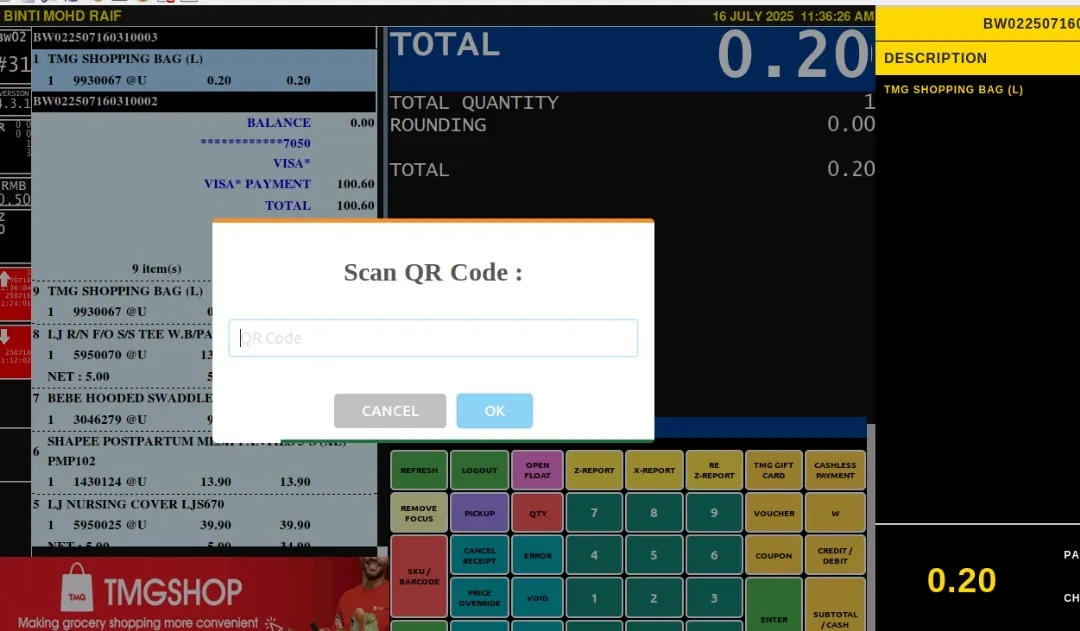 BINTI MOHD RAIF
16 JULY 2025 11:36:26 AM
BW02
BW022507160310003
#31
1 TMG SHOPPING BAG (L)
1 9930067 @U 0.20 0.20
VERSION
4.3.1
BW022507160310002
BALANCE 0.00
************7050
VISA*
VISA* PAYMENT 100.60
TOTAL 100.60
RMB
0.50
9 item(s)
9 TMG SHOPPING BAG (L)
1 9930067 @U 0
8 LJ R/N F/O S/S TEE W.B/PA
1 5950070 @U 13
NET : 5.00 5
7 BEBE HOODED SWADDLE
1 3046279 @U 9
6 SHAPEE POSTPARTUM
PMP102
1 1430124 @U 13.90 13.90
5 LJ NURSING COVER LJS670
1 5950025 @U 39.90 39.90
NET : 5.00 5.00 34.90
TMG
TMGSHOP
Making grocery shopping more convenient
TOTAL 0.20
TOTAL QUANTITY 1
ROUNDING 0.00
TOTAL 0.20
Scan QR Code :
QR Code
CANCEL OK
REFRESH LOGOUT OPEN FLOAT Z-REPORT X-REPORT RE Z-REPORT TMG GIFT CARD CASHLESS PAYMENT
REMOVE FOCUS PICKUP QTY 7 8 9 VOUCHER W
SKU / BARCODE CANCEL RECEIPT ERROR 4 5 6 COUPON CREDIT / DEBIT
PRICE OVERRIDE VOID 1 2 3 ENTER SUBTOTAL / CASH
BW02250716
DESCRIPTION
TMG SHOPPING BAG (L)
PA
0.20
CH